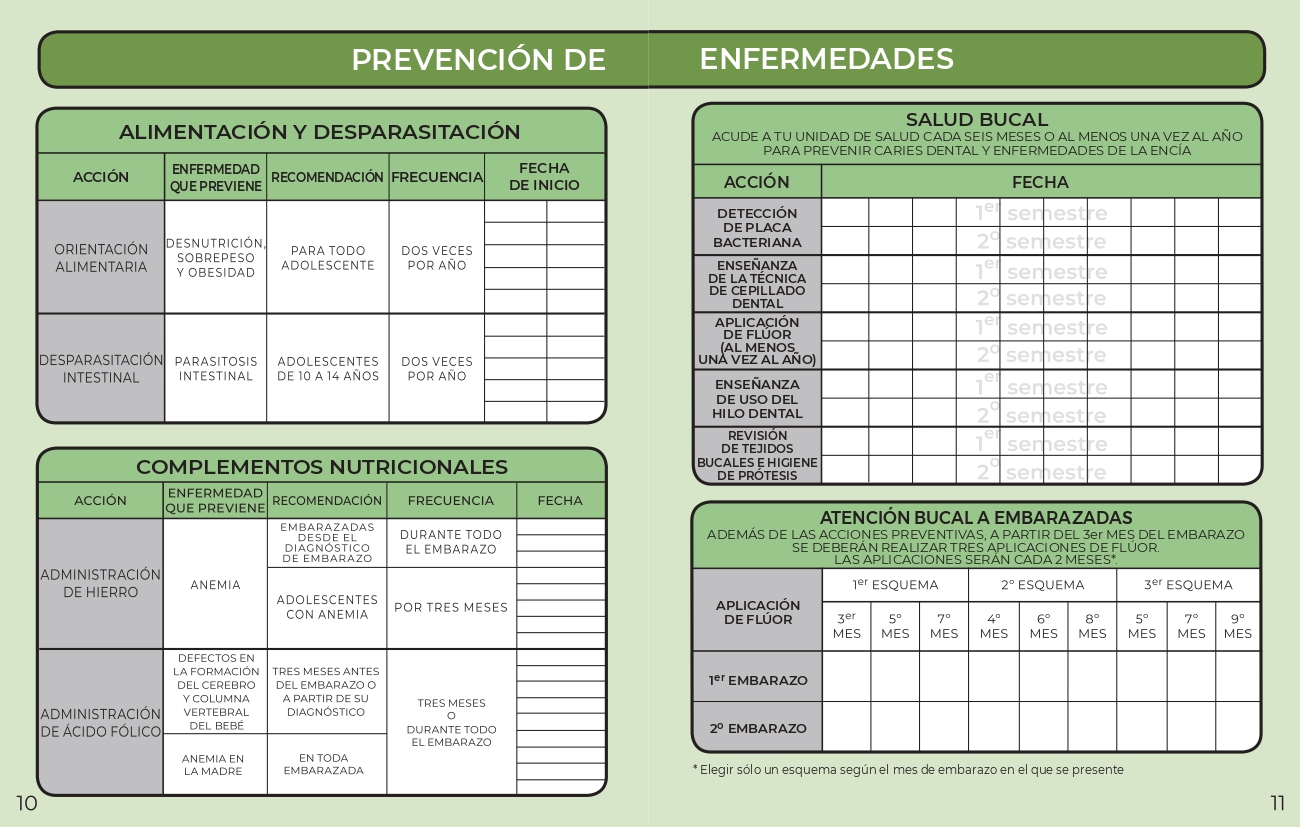 PREVENCIÓN DE ENFERMEDADES
ALIMENTACIÓN Y DESPARASITACIÓN
ACCIÓN
ENFERMEDAD
QUE PREVIENE
RECOMENDACIÓN
FRECUENCIA
FECHA
DE INICIO
ORIENTACIÓN
ALIMENTARIA
DESNUTRICIÓN,
SOBREPESO
Y OBESIDAD
PARA TODO
ADOLESCENTE
DOS VECES
POR AÑO
DESPARASITACIÓN
INTESTINAL
PARASITOSIS
INTESTINAL
ADOLESCENTES
DE 10 A 14 AÑOS
DOS VECES
POR AÑO
COMPLEMENTOS NUTRICIONALES
ACCIÓN
ENFERMEDAD
QUE PREVIENE
RECOMENDACIÓN
FRECUENCIA
FECHA
ADMINISTRACIÓN
DE HIERRO
ANEMIA
EMBARAZADAS
DESDE EL
DIAGNÓSTICO
DE EMBARAZO
DURANTE TODO
EL EMBARAZO
ADOLESCENTES
CON ANEMIA
POR TRES MESES
ADMINISTRACIÓN
DE ÁCIDO FÓLICO
DEFECTOS EN
LA FORMACIÓN
DEL CEREBRO
Y COLUMNA
VERTEBRAL
DEL BEBÉ
TRES MESES ANTES
DEL EMBARAZO O
A PARTIR DE SU
DIAGNÓSTICO
TRES MESES
O
DURANTE TODO
EL EMBARAZO
ANEMIA EN
LA MADRE
EN TODA
EMBARAZADA
10
SALUD BUCAL
ACUDE A TU UNIDAD DE SALUD CADA SEIS MESES O AL MENOS UNA VEZ AL AÑO
PARA PREVENIR CARIES DENTAL Y ENFERMEDADES DE LA ENCÍA
ACCIÓN
FECHA
DETECCIÓN
DE PLACA
BACTERIANA
1er semestre
2º semestre
ENSEÑANZA
DE LA TÉCNICA
DE CEPILLADO
DENTAL
1er semestre
2º semestre
APLICACIÓN
DE FLÚOR
(AL MENOS
UNA VEZ AL AÑO)
1er semestre
2º semestre
ENSEÑANZA
DE USO DEL
HILO DENTAL
1er semestre
2º semestre
REVISIÓN
DE TEJIDOS
BUCALES E HIGIENE
DE PRÓTESIS
1er semestre
2º semestre
ATENCIÓN BUCAL A EMBARAZADAS
ADEMÁS DE LAS ACCIONES PREVENTIVAS, A PARTIR DEL 3er MES DEL EMBARAZO
SE DEBERÁN REALIZAR TRES APLICACIONES DE FLÚOR.
LAS APLICACIONES SERÁN CADA 2 MESES*.
APLICACIÓN
DE FLÚOR
1er ESQUEMA
2º ESQUEMA
3er ESQUEMA
3er
MES
5º
MES
7º
MES
4º
MES
6º
MES
8º
MES
5º
MES
7º
MES
9º
MES
1er EMBARAZO
2º EMBARAZO
* Elegir sólo un esquema según el mes de embarazo en el que se presente
11